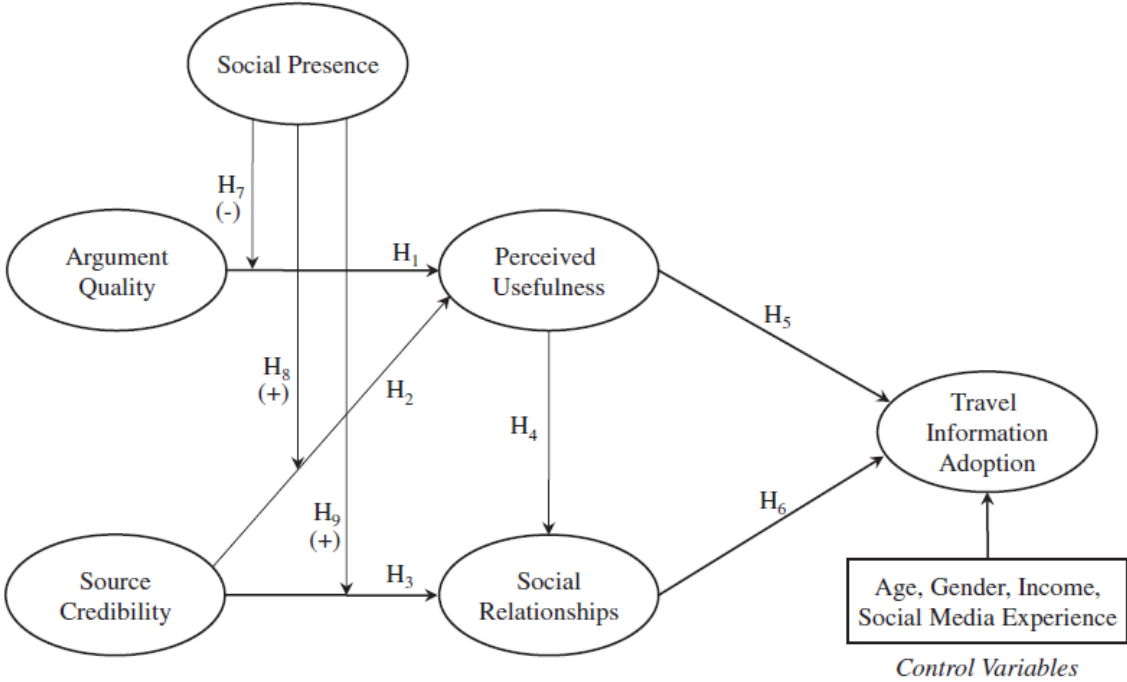 Social Presence
H₇
(-)
Argument
Quality
H₁
Perceived
Usefulness
H₅
H₈
(+)
H₂
H₄
Travel
Information
Adoption
H₉
(+)
H₆
Source
Credibility
H₃
Social
Relationships
Age, Gender, Income,
Social Media Experience
Control Variables